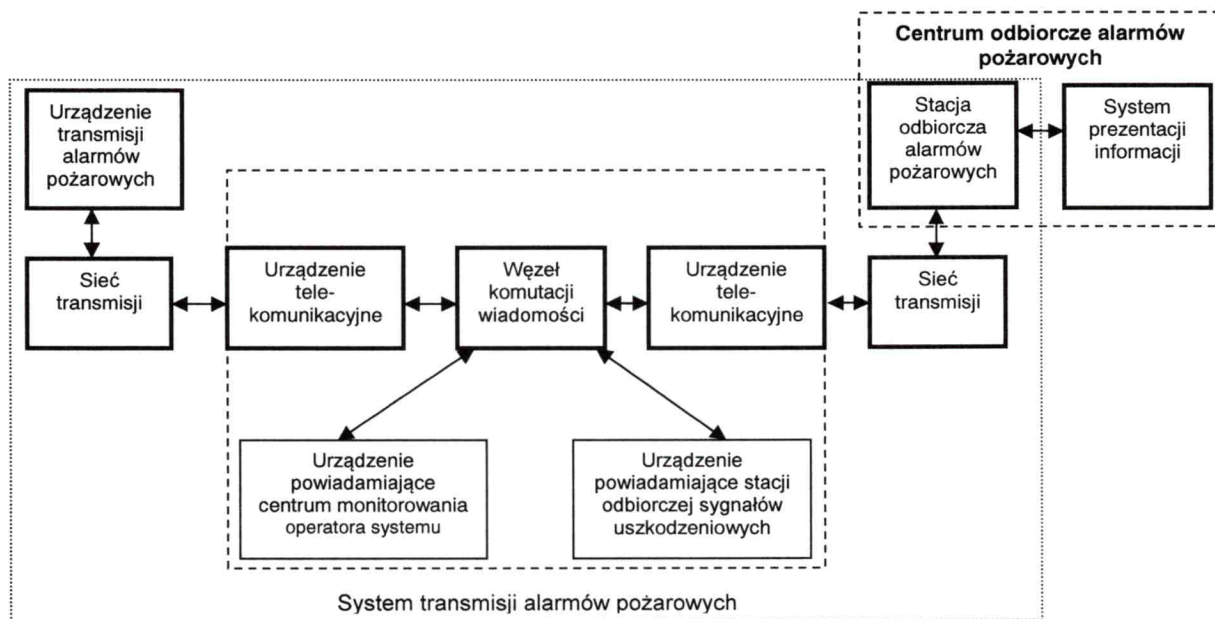 Centrum odbiorcze alarmów
pożarowych
Urządzenie
transmisji
alarmów
pożarowych
Stacja
odbiorcza
alarmów
pożarowych
System
prezentacji
informacji
Sieć
transmisji
Urządzenie
tele-
komunikacyjne
Węzeł
komutacji
wiadomości
Urządzenie
tele-
komunikacyjne
Sieć
transmisji
Urządzenie
powiadamiające
centrum monitorowania
operatora systemu
Urządzenie
powiadamiające stacji
odbiorczej sygnałów
uszkodzeniowych
System transmisji alarmów pożarowych